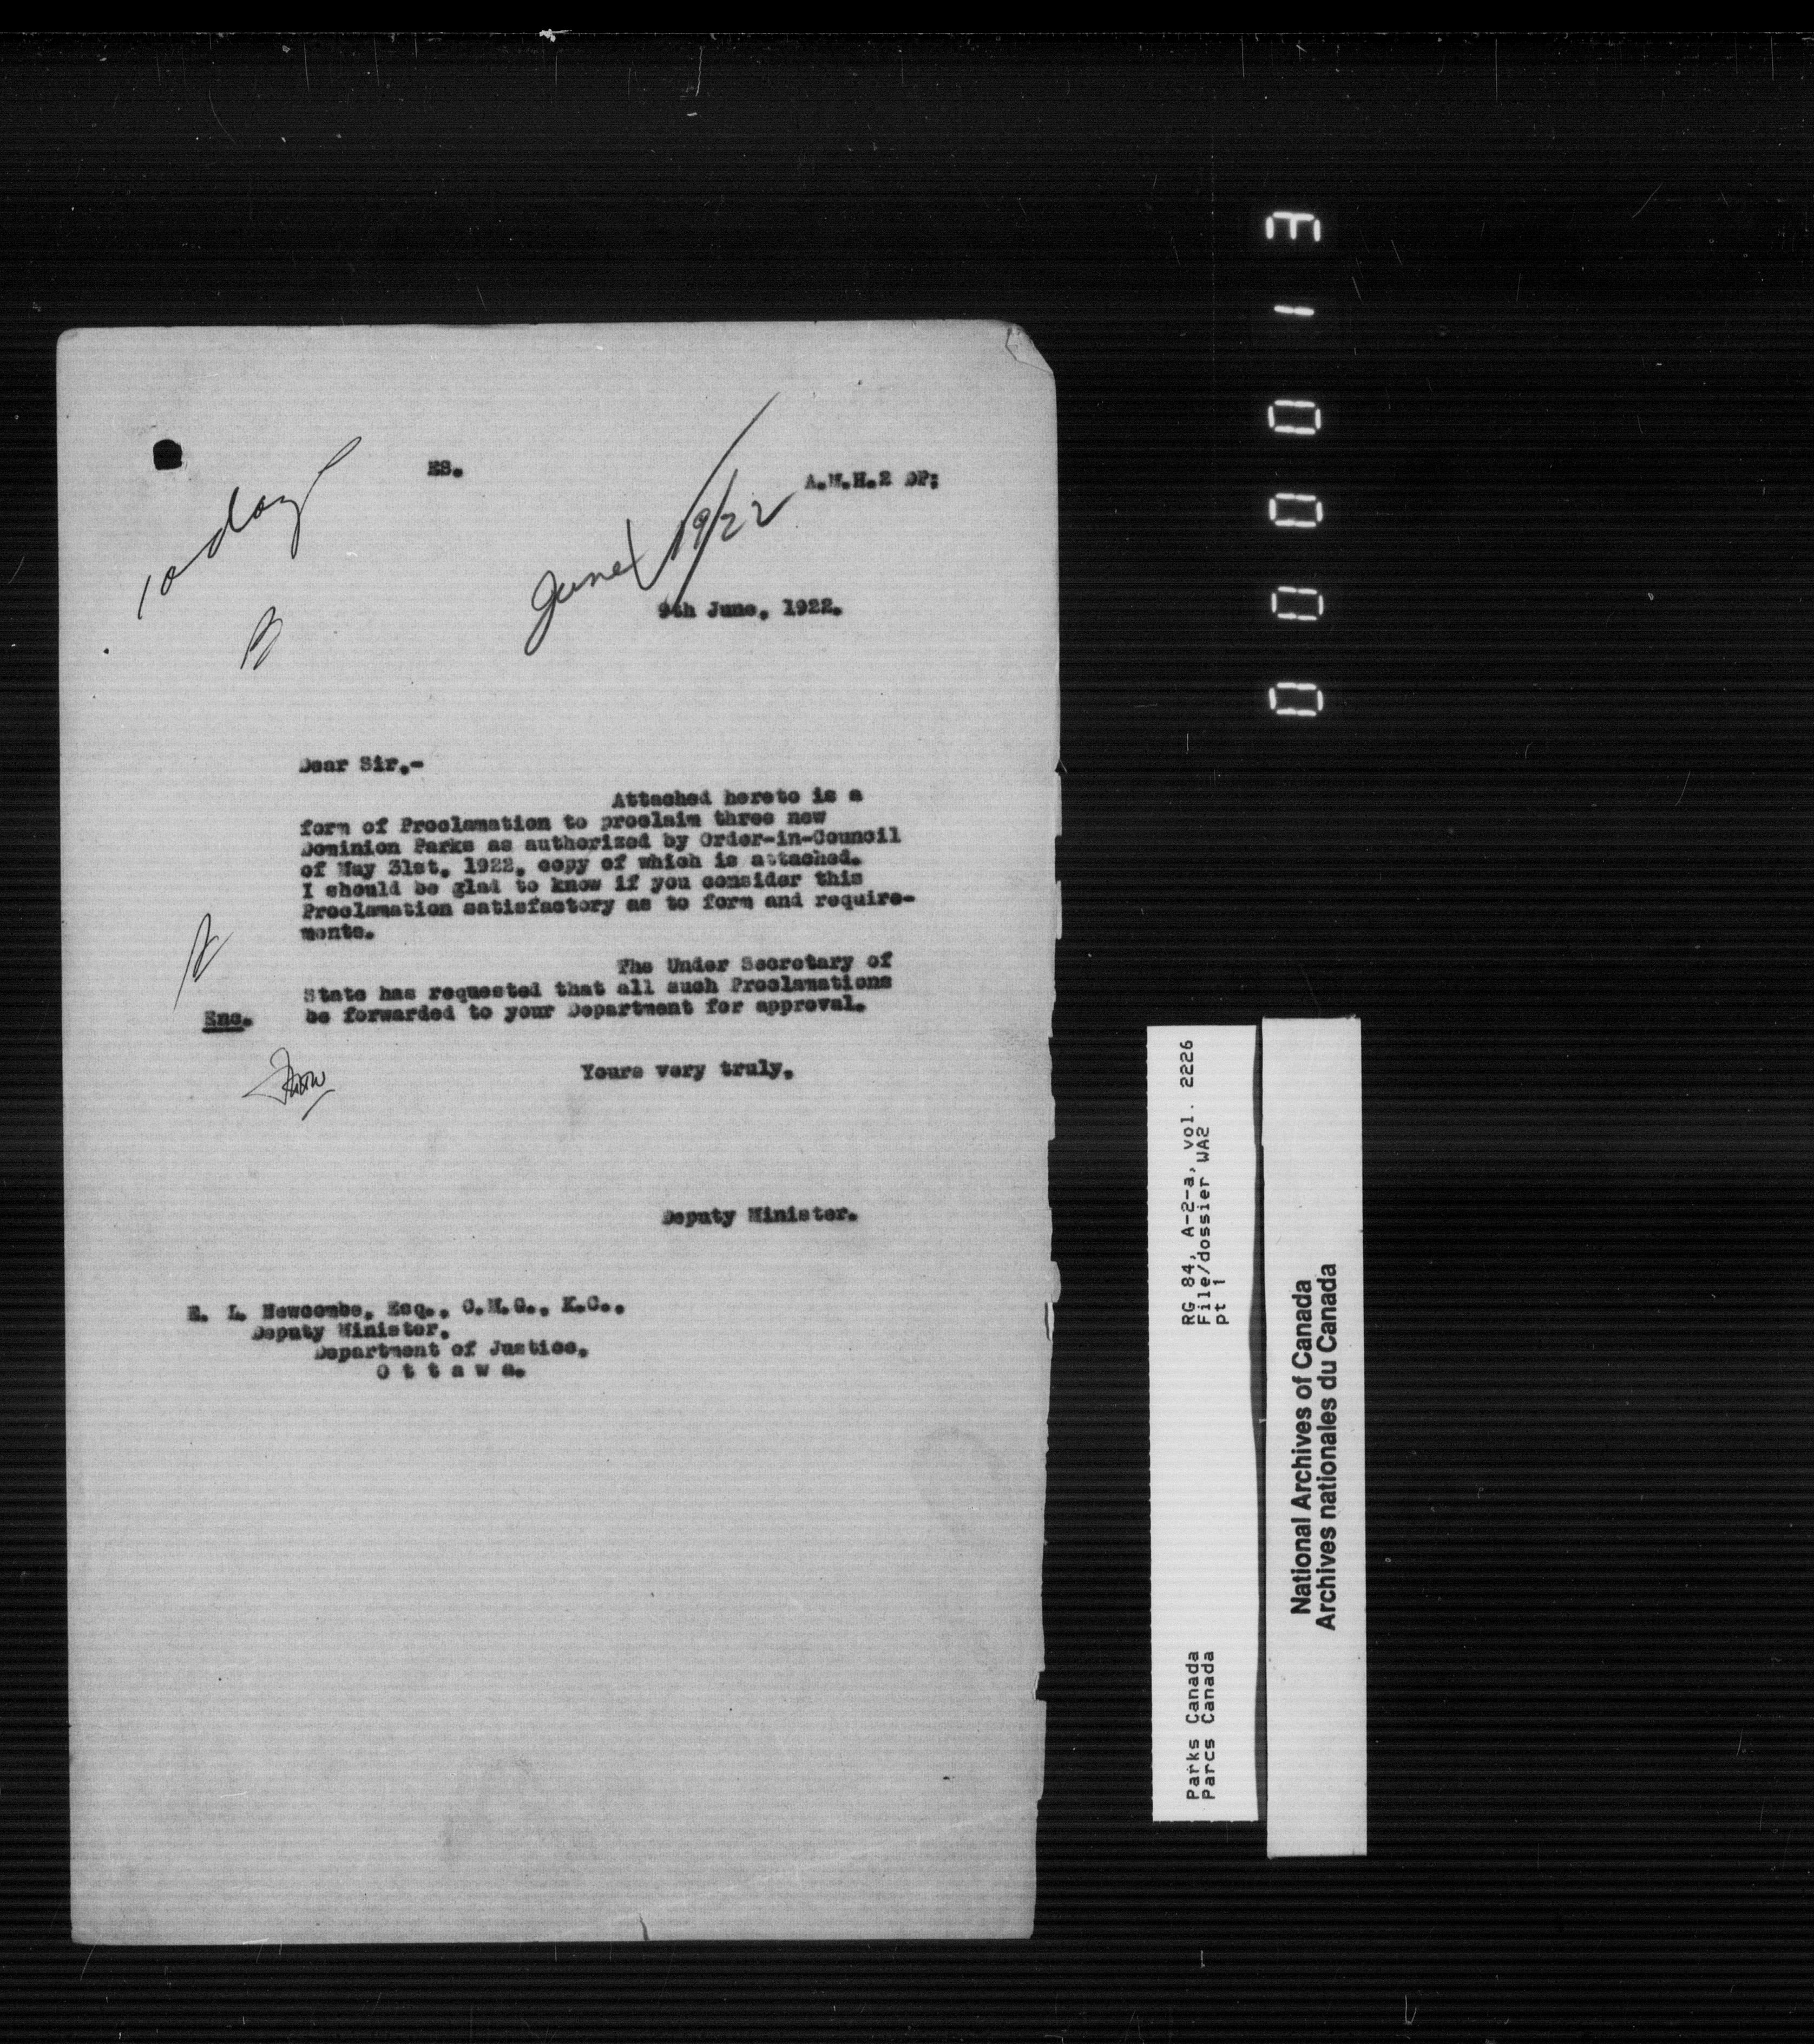 10 days
ES.
A.M.H.2 DP:
June 19/22
9th June, 1922.
B
Dear Sir,-
Attached hereto is a
form of Proclamation to proclaim three new
Dominion Parks as authorized by Order-in-Council
of May 31st, 1922, copy of which is attached.
I should be glad to know if you consider this
Proclamation satisfactory as to form and require-
ments.
The Under Secretary of
State has requested that all such Proclamations
Enc. be forwarded to your Department for approval.
Yours very truly,
Deputy Minister.
E. L. Newcombe, Esq., C.M.G., K.C.,
Deputy Minister,
Department of Justice,
O t t a w a.
00001E
RG 84, A-2-a, vol. 2226
File/dossier WA2
pt 1
Parks Canada
Parcs Canada
National Archives of Canada
Archives nationales du Canada